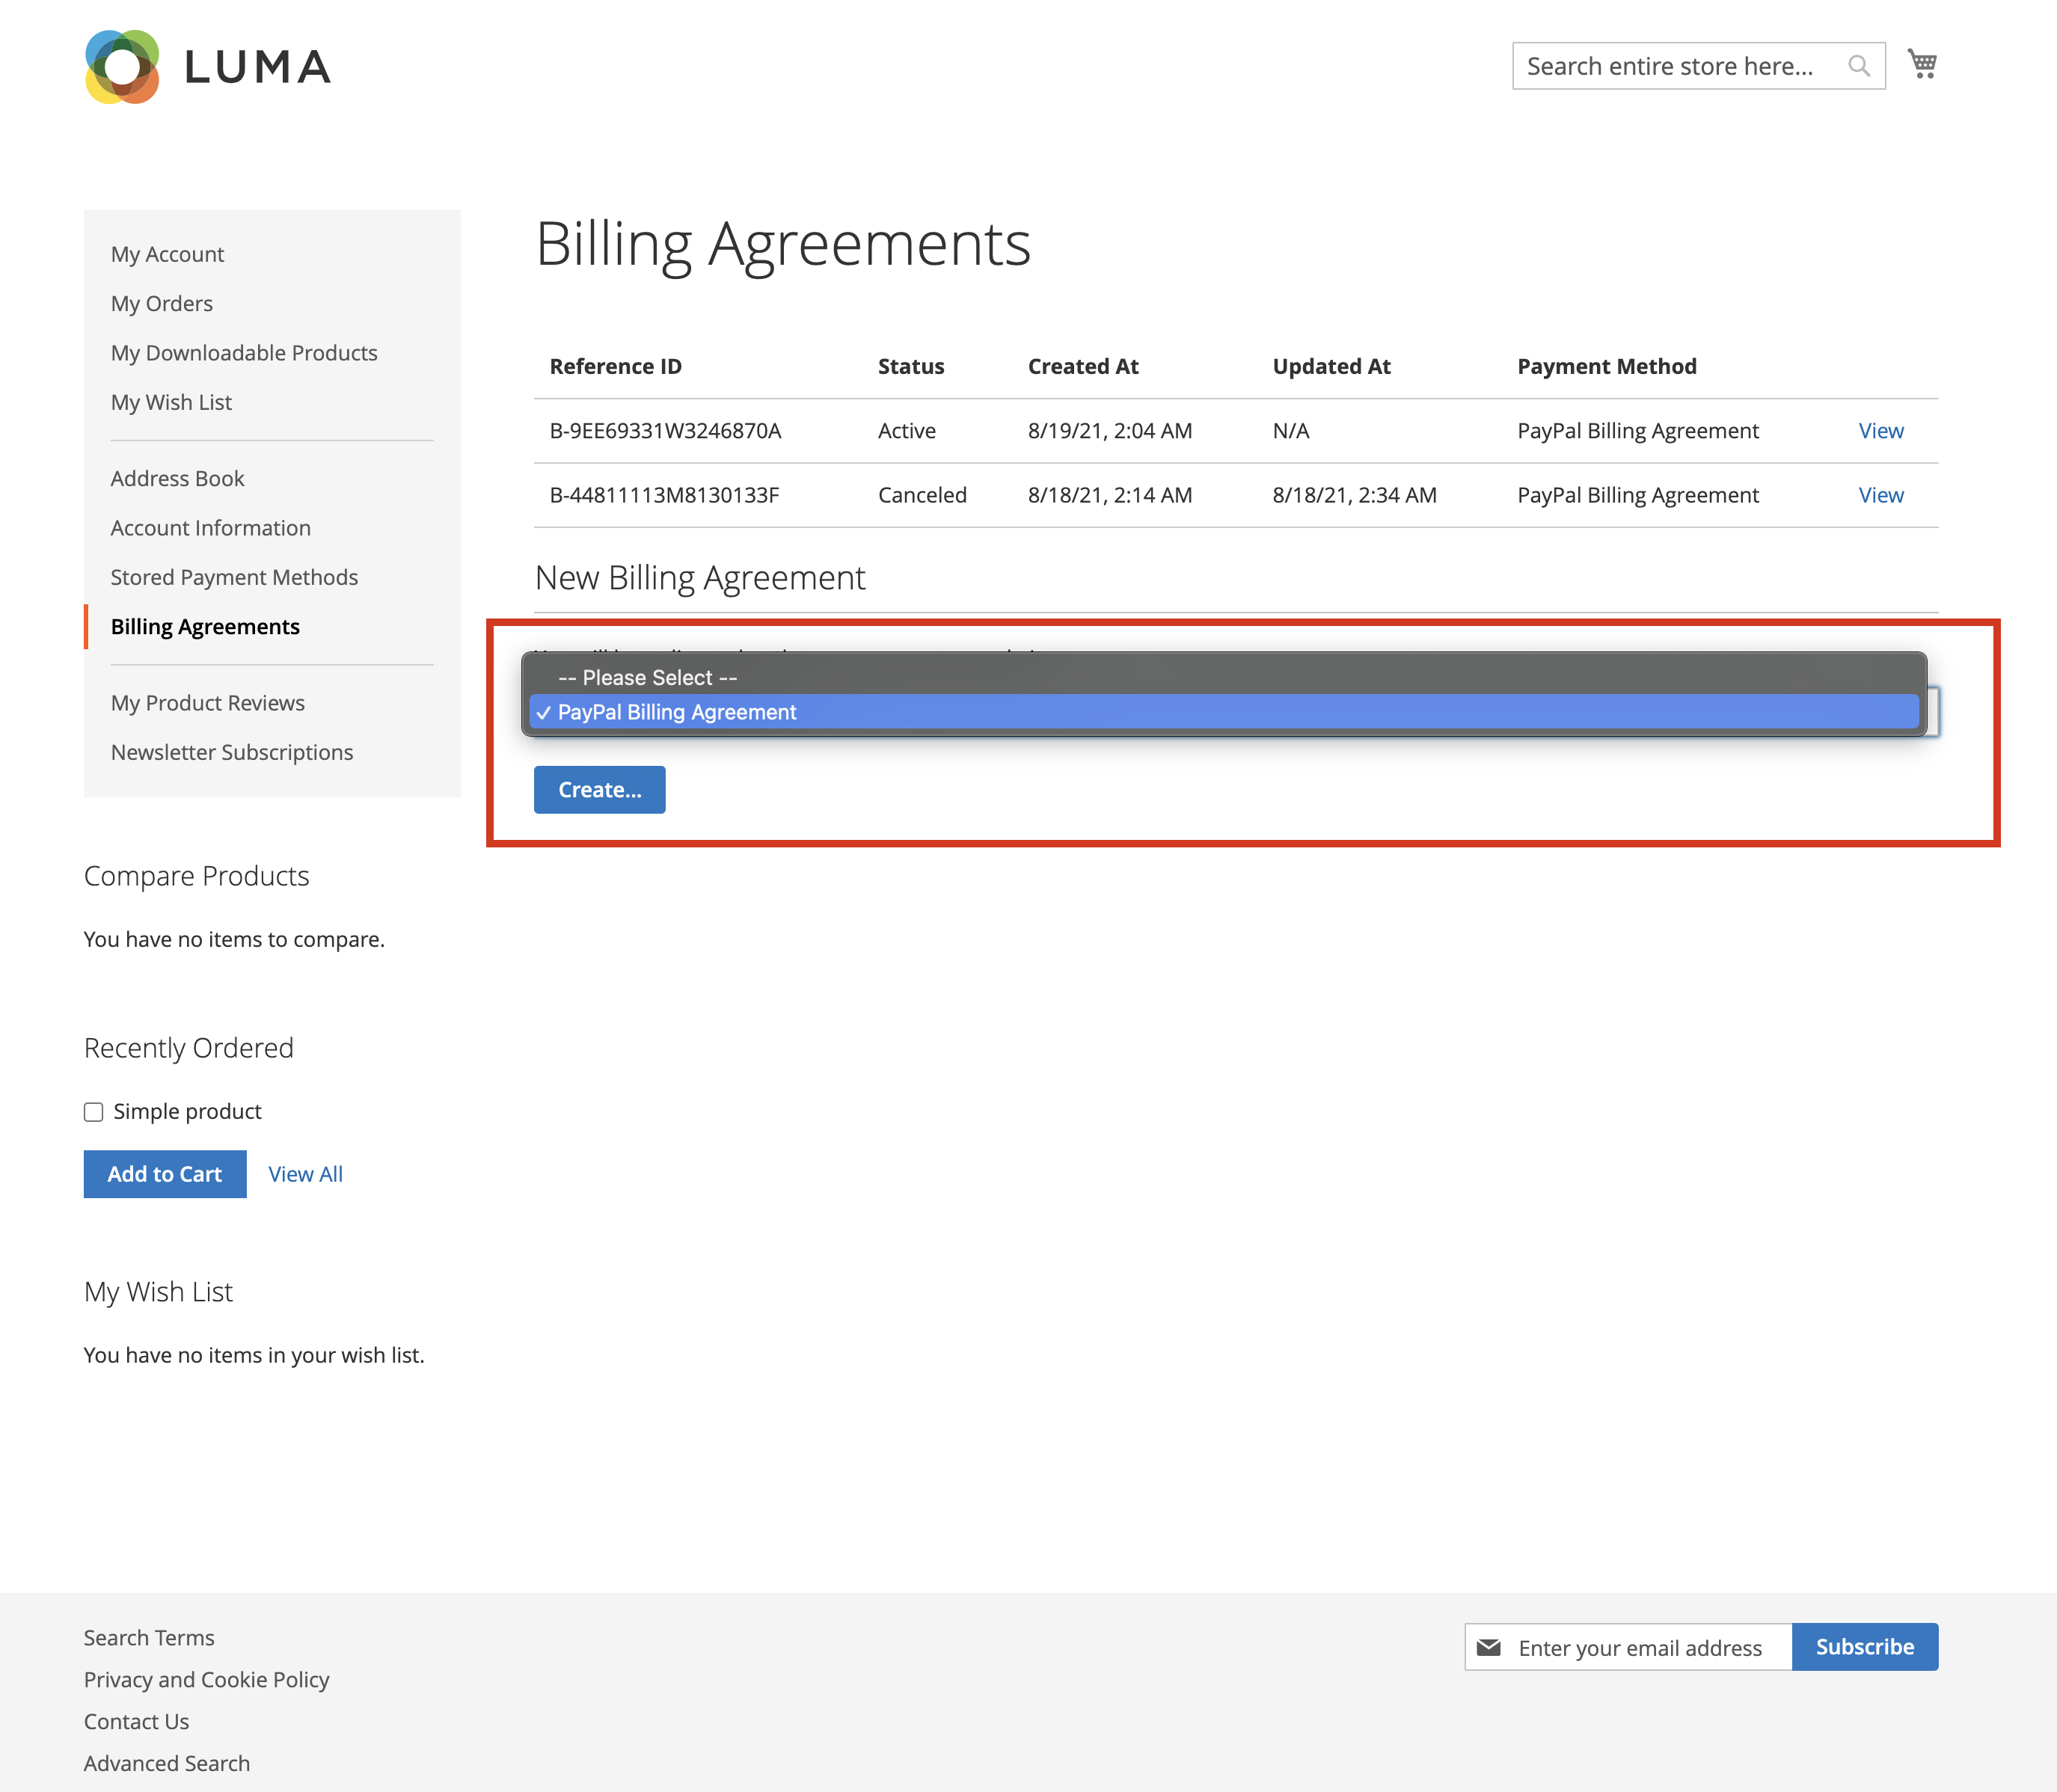 LUMA
Search entire store here...
My Account
My Orders
My Downloadable Products
My Wish List
Address Book
Account Information
Stored Payment Methods
Billing Agreements
My Product Reviews
Newsletter Subscriptions
Compare Products
You have no items to compare.
Recently Ordered
Simple product
Add to Cart View All
My Wish List
You have no items in your wish list.
Billing Agreements
Reference ID Status Created At Updated At Payment Method
B-9EE69331W3246870A Active 8/19/21, 2:04 AM N/A PayPal Billing Agreement View
B-44811113M8130133F Canceled 8/18/21, 2:14 AM 8/18/21, 2:34 AM PayPal Billing Agreement View
New Billing Agreement
-- Please Select --
✓ PayPal Billing Agreement
Create...
Search Terms
Privacy and Cookie Policy
Contact Us
Advanced Search
Enter your email address Subscribe